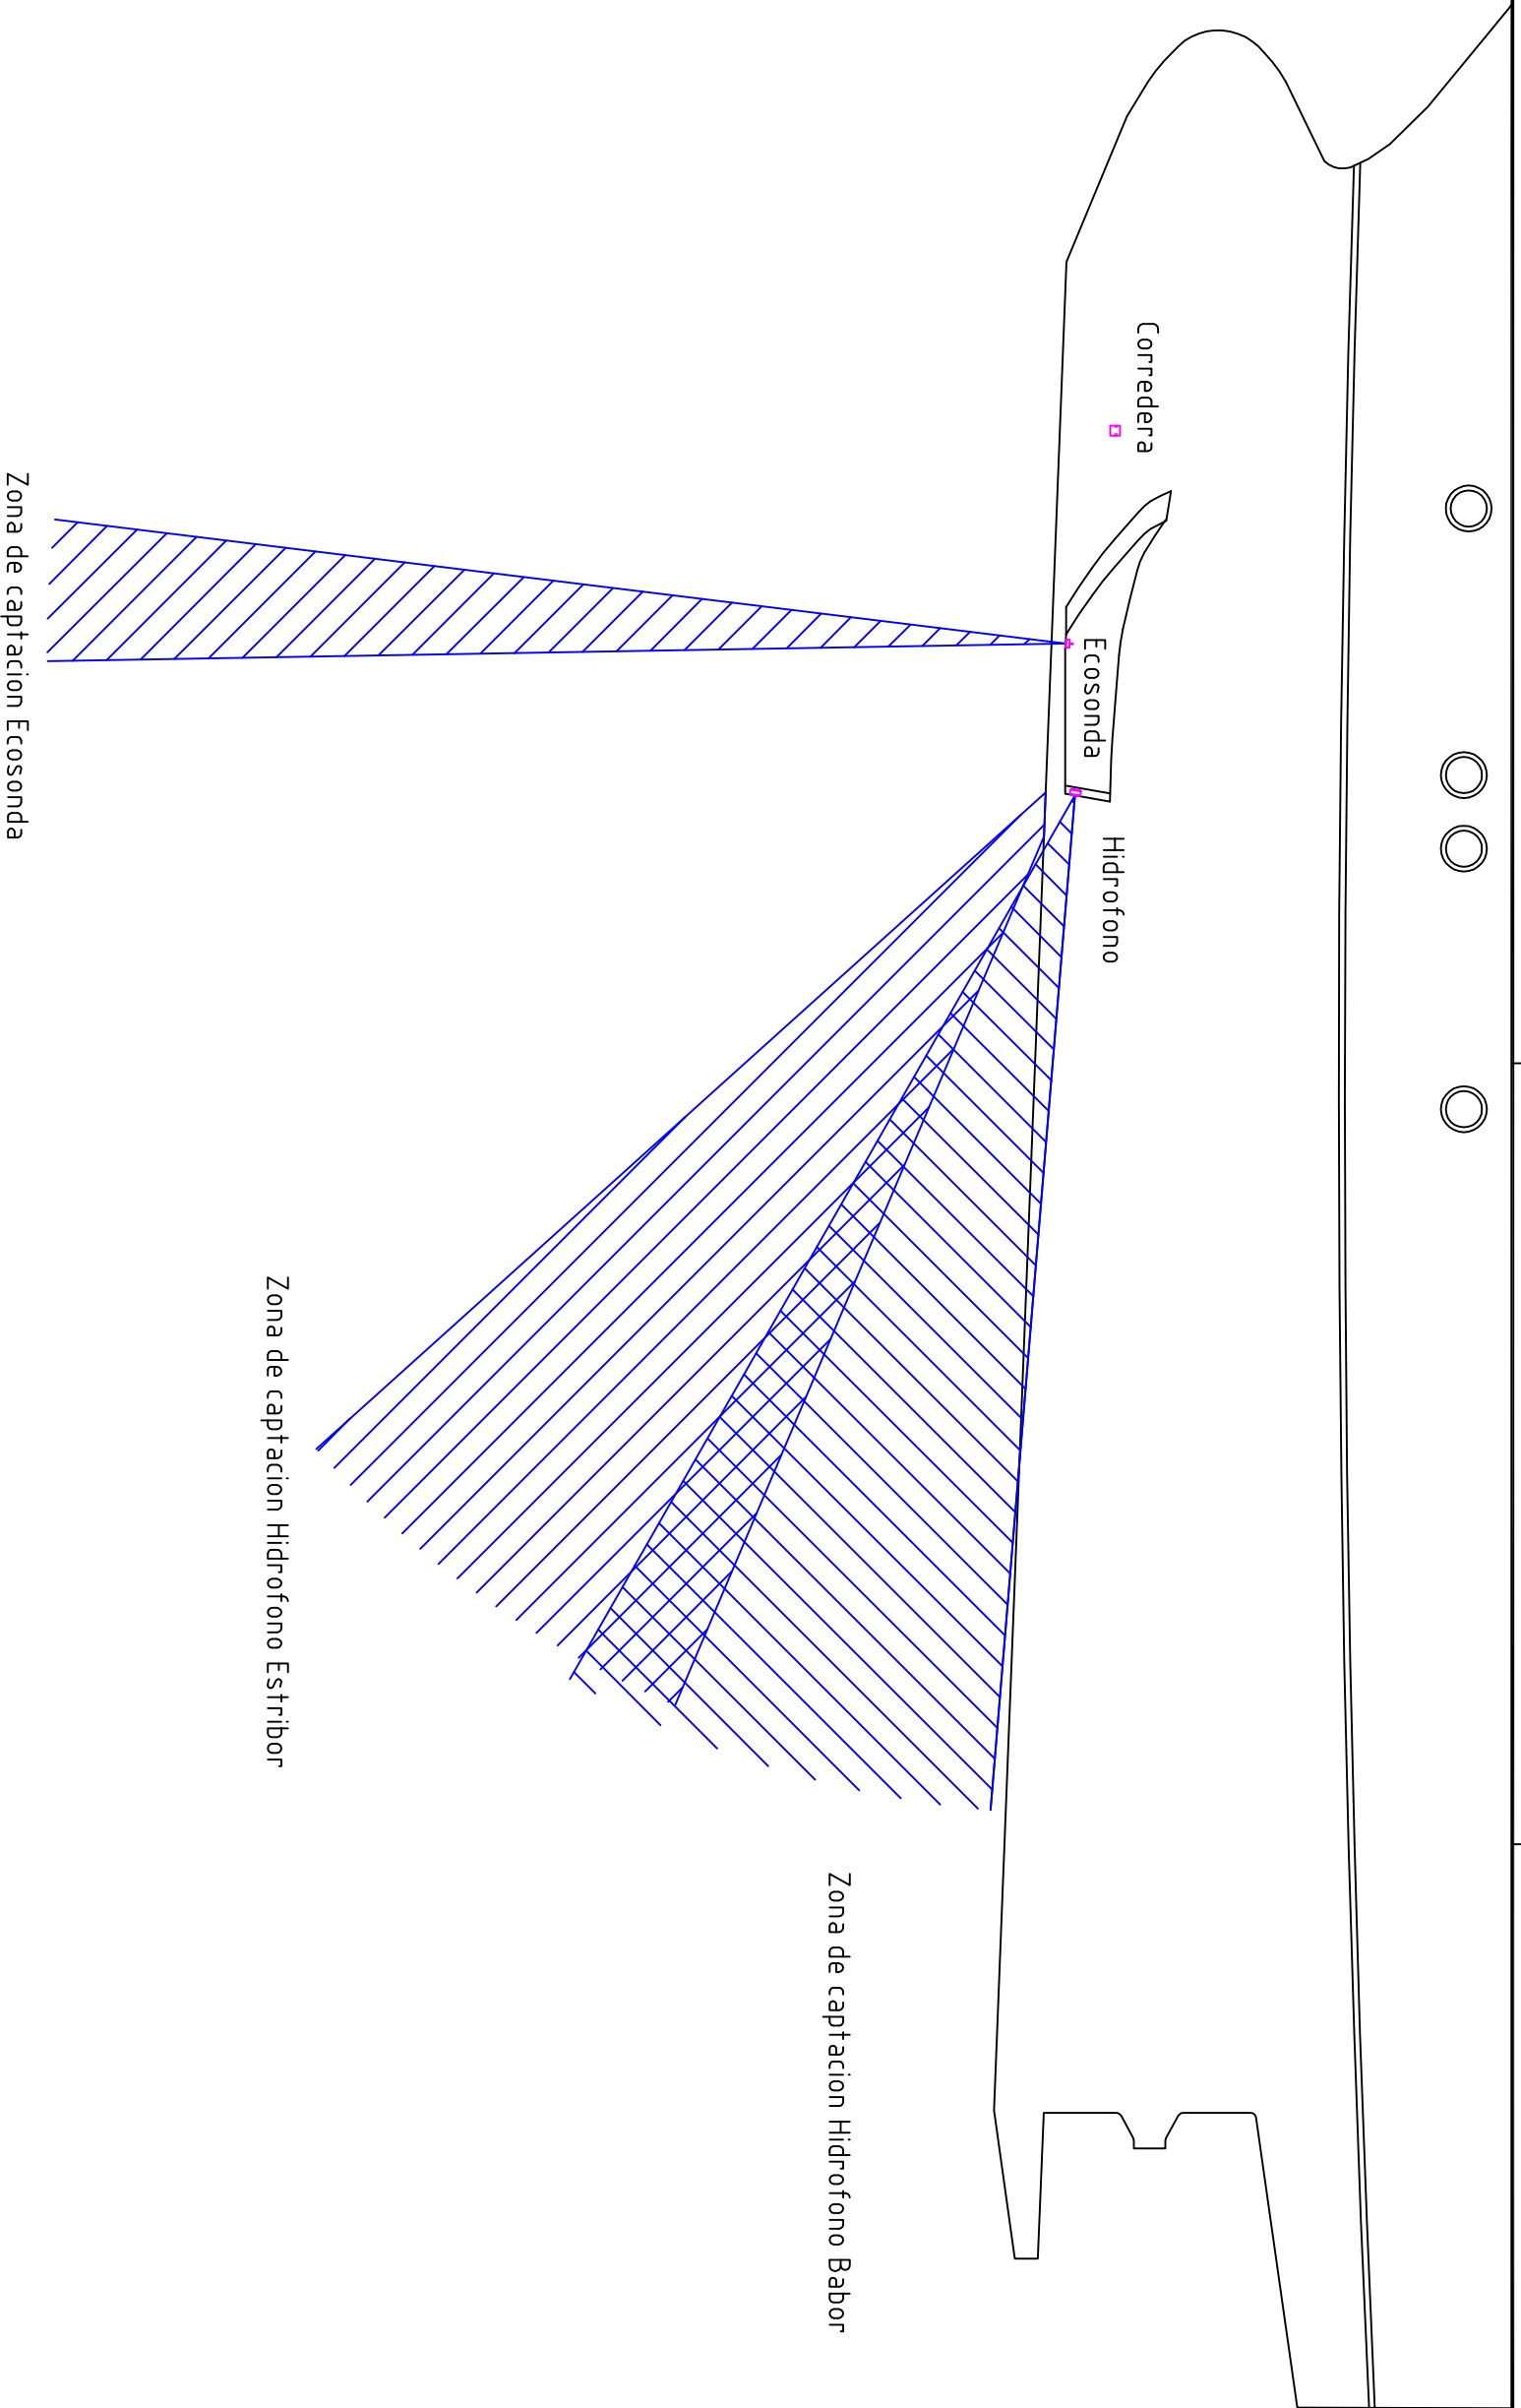 Corredera
Ecosonda
Hidrofono
Zona de captacion Ecosonda
Zona de captacion Hidrofono Estribor
Zona de captacion Hidrofono Babor